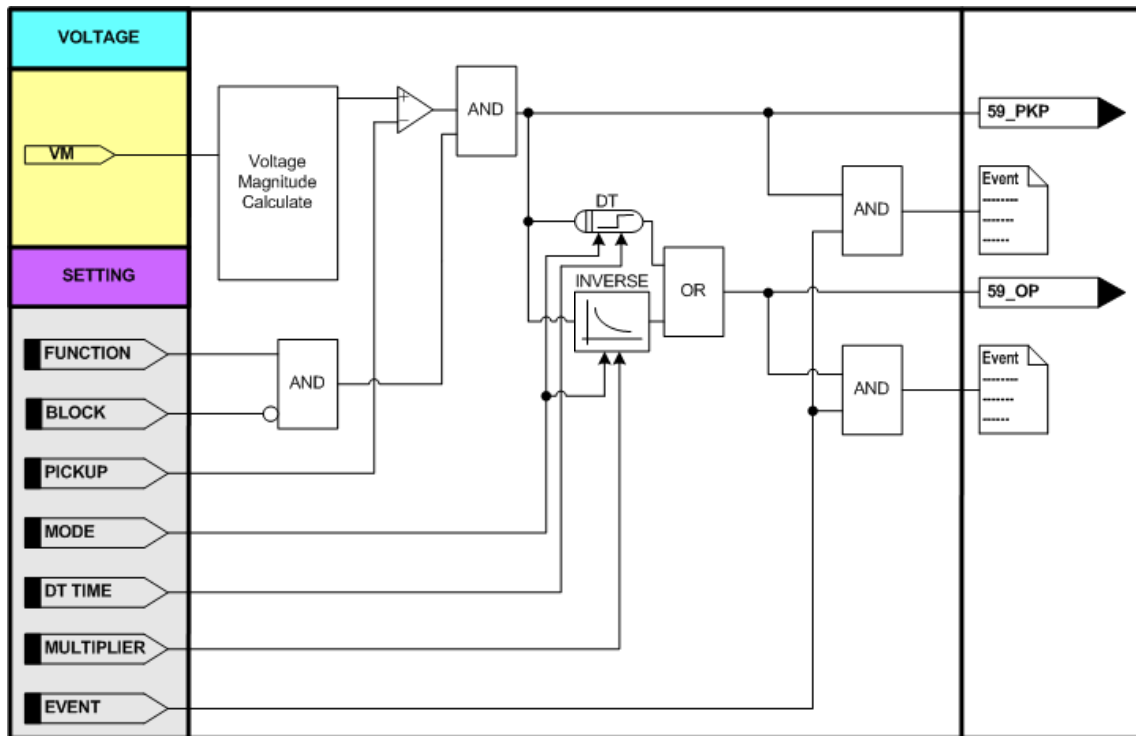 VOLTAGE
VM
Voltage
Magnitude
Calculate
+
−
AND
59_PKP
Event
--------
-------
------
AND
DT
INVERSE
OR
SETTING
59_OP
FUNCTION
AND
BLOCK
AND
Event
--------
-------
------
PICKUP
MODE
DT TIME
MULTIPLIER
EVENT